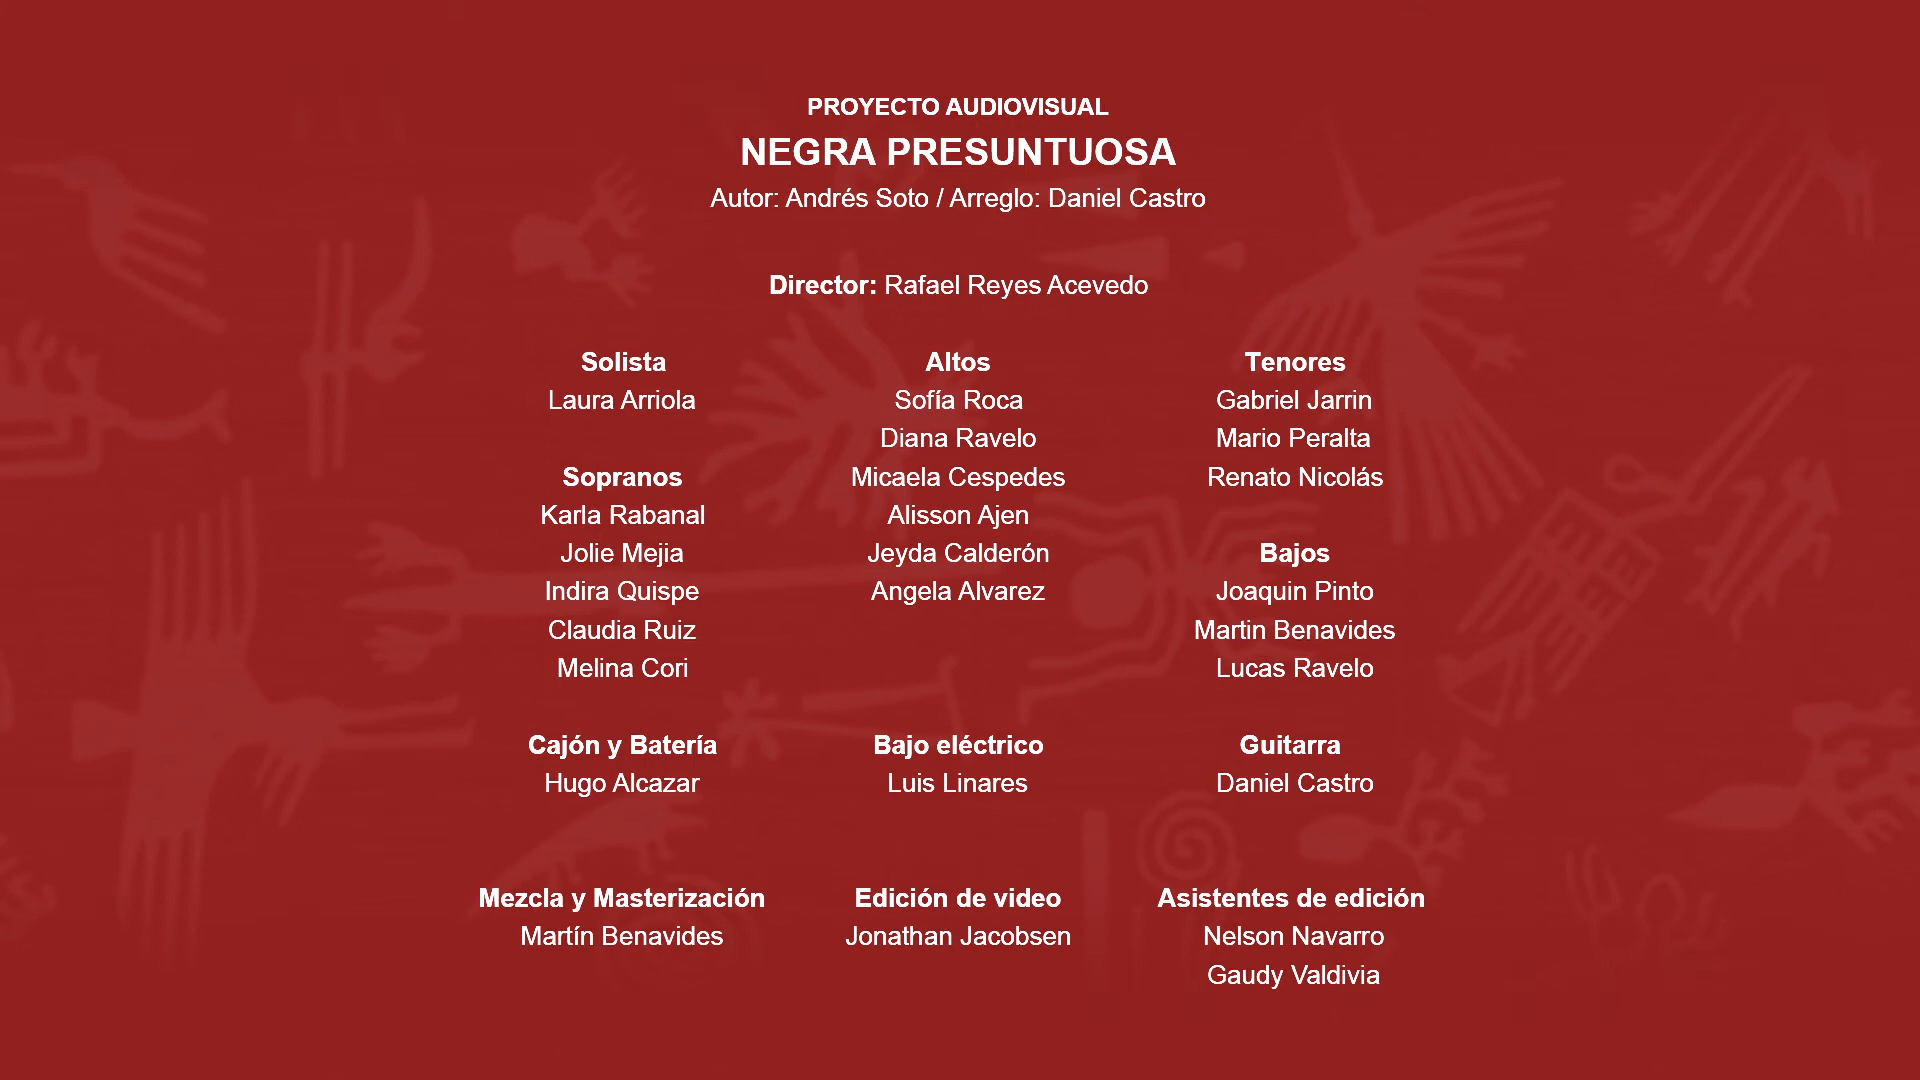 PROYECTO AUDIOVISUAL
NEGRA PRESUNTUOSA
Autor: Andrés Soto / Arreglo: Daniel Castro
Director: Rafael Reyes Acevedo
Solista
Laura Arriola
Sopranos
Karla Rabanal
Jolie Mejia
Indira Quispe
Claudia Ruiz
Melina Cori
Altos
Sofía Roca
Diana Ravelo
Micaela Cespedes
Alisson Ajen
Jeyda Calderón
Angela Alvarez
Tenores
Gabriel Jarrin
Mario Peralta
Renato Nicolás
Bajos
Joaquin Pinto
Martin Benavides
Lucas Ravelo
Cajón y Batería
Hugo Alcazar
Bajo eléctrico
Luis Linares
Guitarra
Daniel Castro
Mezcla y Masterización
Martín Benavides
Edición de video
Jonathan Jacobsen
Asistentes de edición
Nelson Navarro
Gaudy Valdivia